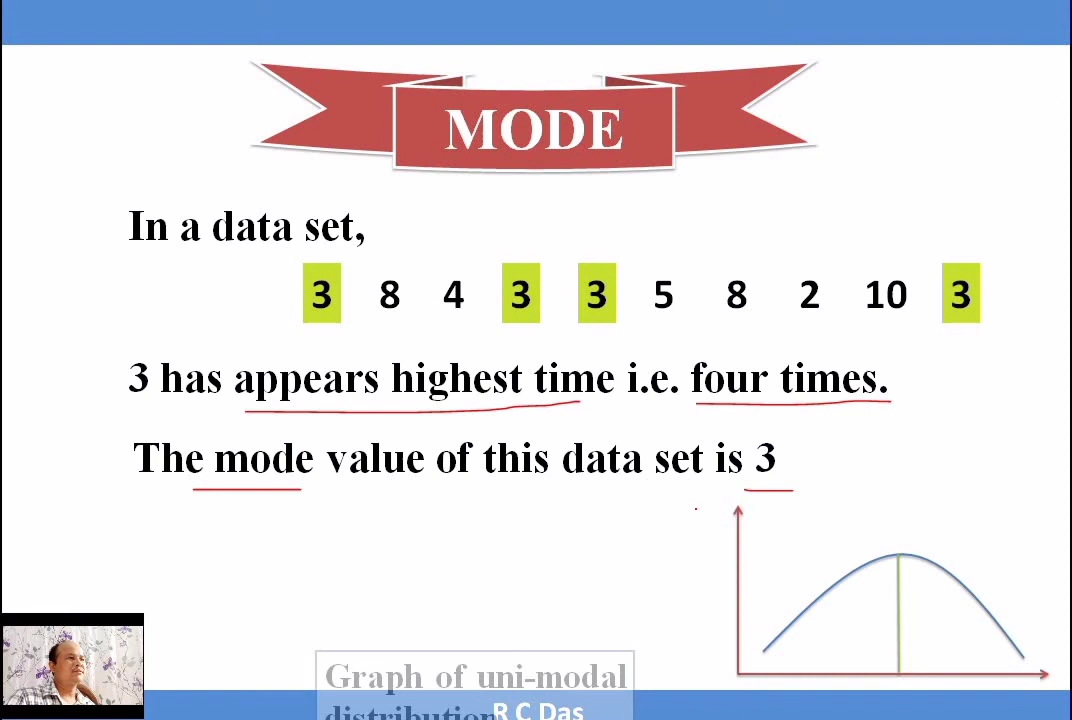 MODE
In a data set,
3 8 4 3 3 5 8 2 10 3
3 has appears highest time i.e. four times.
The mode value of this data set is 3
Graph of uni-modal
distribution
R C Das